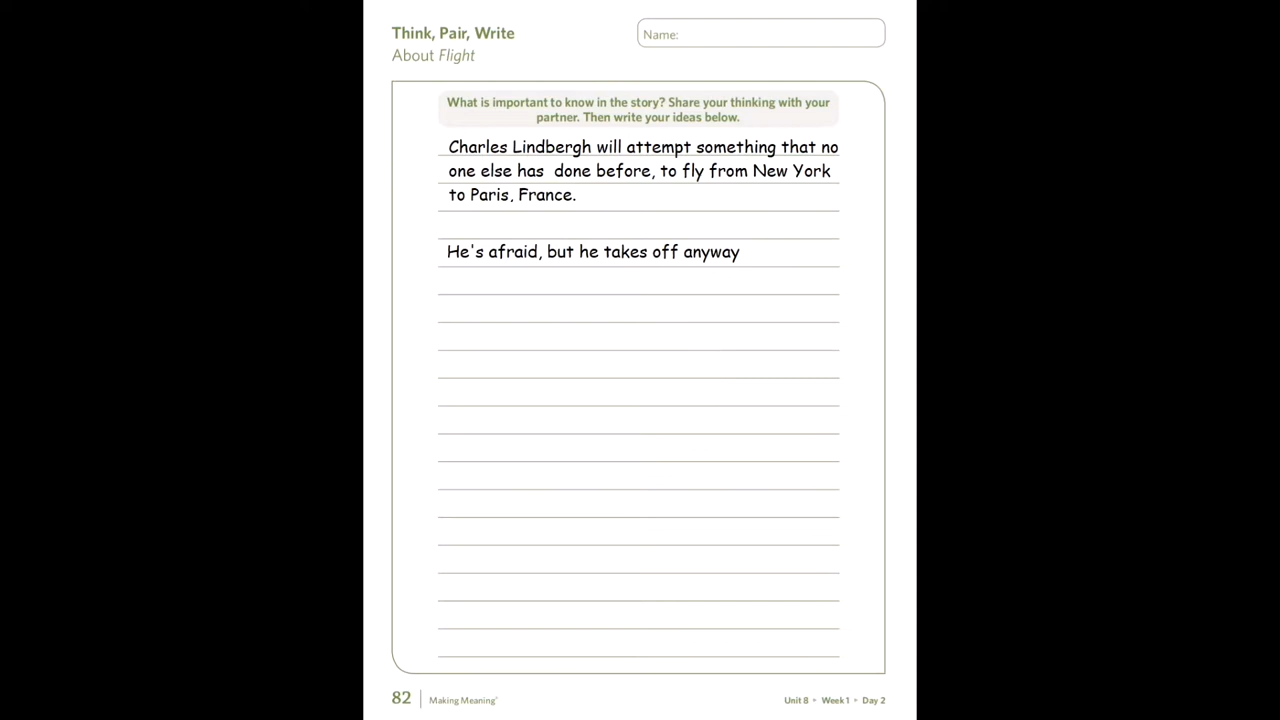 Think, Pair, Write
Name:
About Flight
What is important to know in the story? Share your thinking with your
partner. Then write your ideas below.
Charles Lindbergh will attempt something that no
one else has  done before, to fly from New York
to Paris, France.
He's afraid, but he takes off anyway
82
Making Meaning®
Unit 8 ▸ Week 1 ▸ Day 2